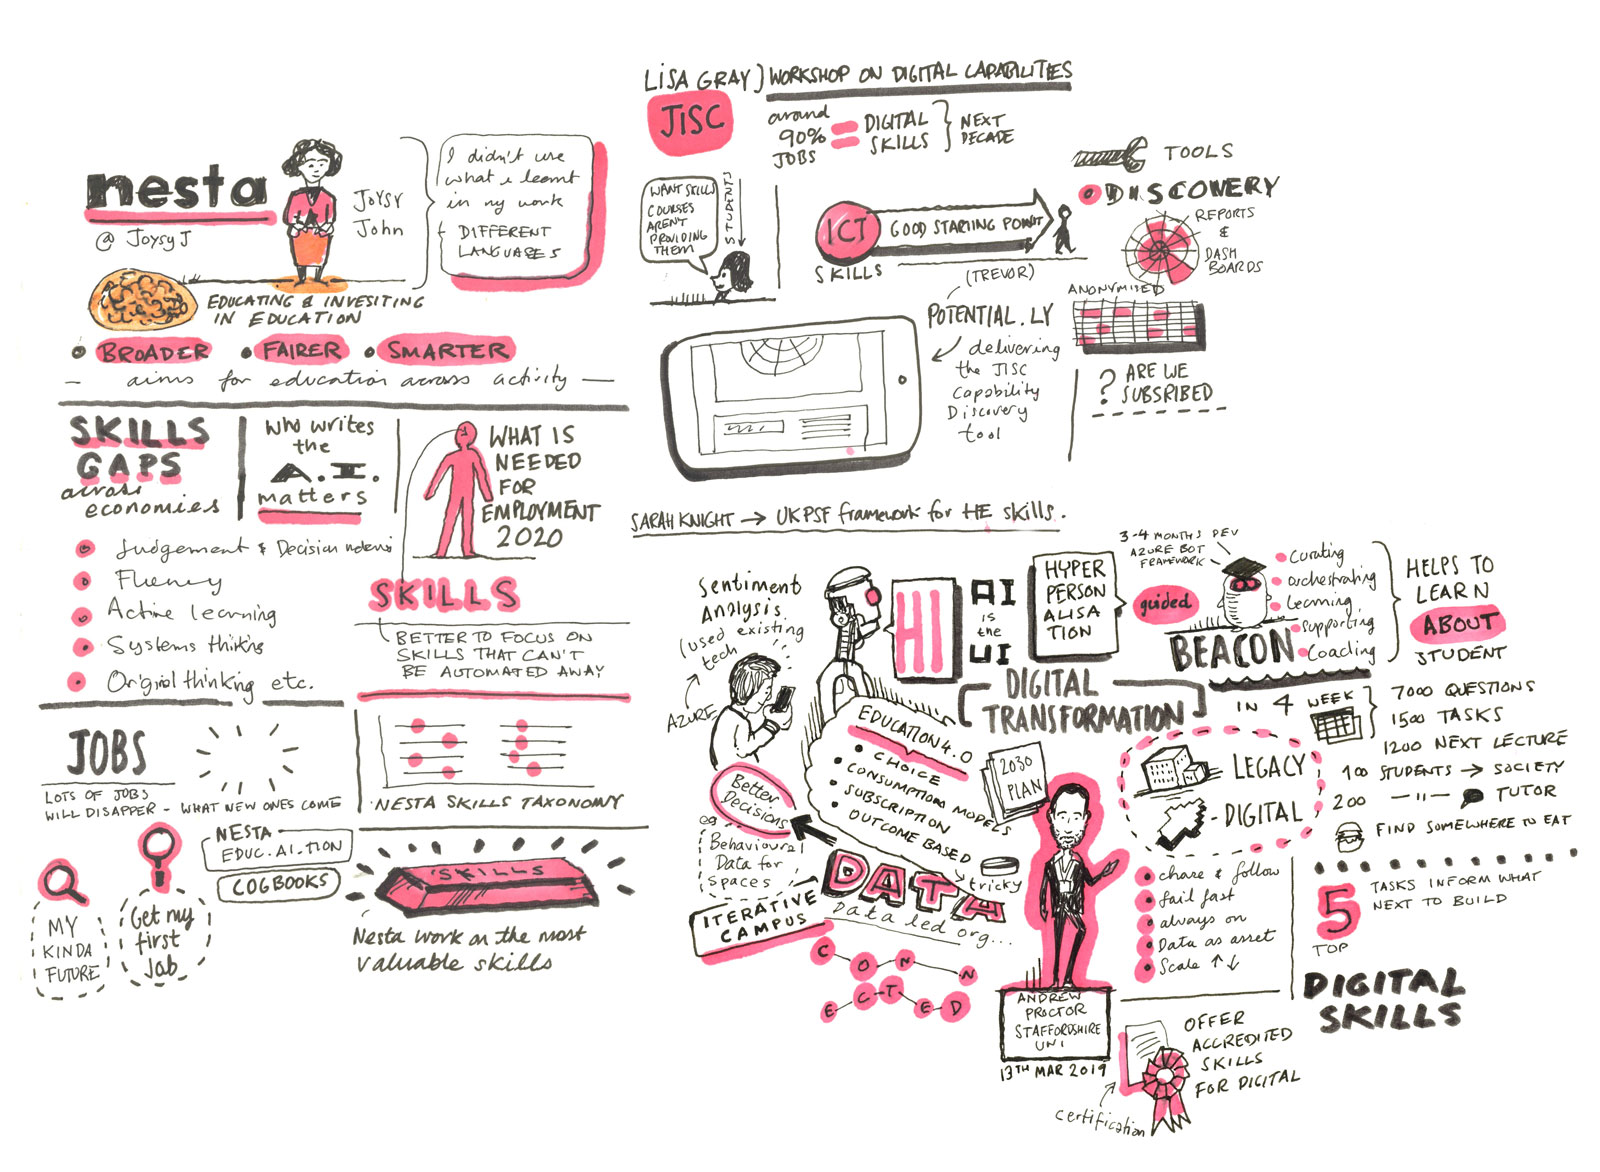 nesta
@ JoysyJ
Joysy
John
I didn't use
what i learnt
in my work
DIFFERENT
LANGUAGES
EDUCATING & INVESITING
IN EDUCATION
BROADER
FAIRER
SMARTER
— aims for education across activity —
SKILLS
GAPS
across
economies
who writes
the
A.I.
matters
WHAT IS
NEEDED
FOR
EMPLOYMENT
2020
Judgement & Decision
Fluency
Active learning
Systems thinking
Original thinking etc.
SKILLS
BETTER TO FOCUS ON
SKILLS THAT CAN'T
BE AUTOMATED AWAY
JOBS
LOTS OF JOBS
WILL DISAPPER - WHAT NEW ONES COME
NESTA SKILLS TAXONOMY
NESTA
EDUC.AI.TION
COGBOOKS
MY
KINDA
FUTURE
Get my
first
Job
SKILLS
Nesta work on the most
valuable skills
LISA GRAY) WORKSHOP ON DIGITAL CAPABILITIES
JISC
around
90%
JOBS
=
DIGITAL
SKILLS
NEXT
DECADE
WANT SKILLS
COURSES
AREN'T
PROVIDING
THEM
STUDENTS
ICT
SKILLS
GOOD STARTING POINT
(TREVOR)
TOOLS
DISCOVERY
REPORTS
&
DASH
BOARDS
ANONYMISED
POTENTIAL.LY
delivering
the JISC
Capability
Discovery
tool
? ARE WE
SUBSRIBED
SARAH KNIGHT → UKPSF framework for HE skills.
Sentiment
Analysis
(used existing
tech
AZURE
HI
AI
is
the
UI
HYPER
PERSON
ALISA
TION
guided
3-4 MONTHS DEV
AZURE BOT
FRAMEWORK
BEACON
Curating
orchestrating
Learning
supporting
Coaching
HELPS TO
LEARN
ABOUT
STUDENT
DIGITAL
TRANSFORMATION
IN 4 WEEK
7000 QUESTIONS
1500 TASKS
1200 NEXT LECTURE
100 STUDENTS → SOCIETY
200 — " — TUTOR
FIND SOMEWHERE TO EAT
EDUCATION 4.0
CHOICE
CONSUMPTION MODELS
SUBSCRIPTION
OUTCOME BASED
tricky
2030
PLAN
LEGACY
- DIGITAL
Better
Decisions
Behavioural
Data for
Spaces
ITERATIVE
CAMPUS
DATA
Data led org...
CONNECTED
chase & follow
fail fast
always on
Data as asset
Scale ↑↓
TOP
5
TASKS INFORM WHAT
NEXT TO BUILD
DIGITAL
SKILLS
ANDREW
PROCTOR
STAFFORDSHIRE
UNI
13TH MAR 2019
OFFER
ACCREDITED
SKILLS
FOR DIGITAL
certification